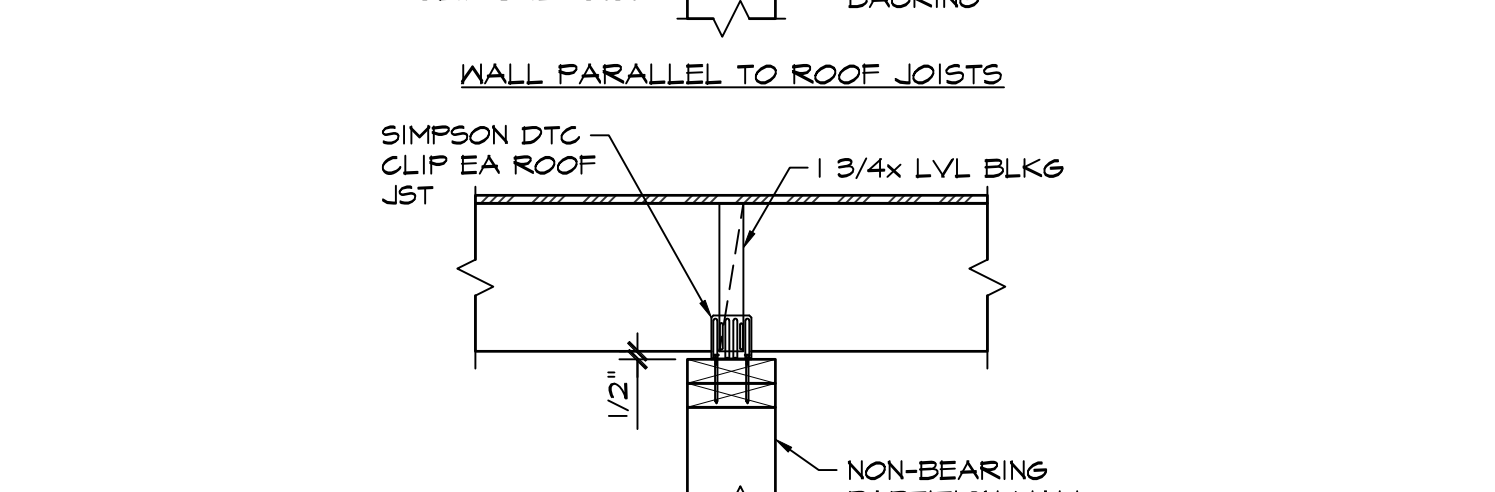 WALL PARALLEL TO ROOF JOISTS
SIMPSON DTC
CLIP EA ROOF
JST
1 3/4x LVL BLKG
1/2"
NON-BEARING